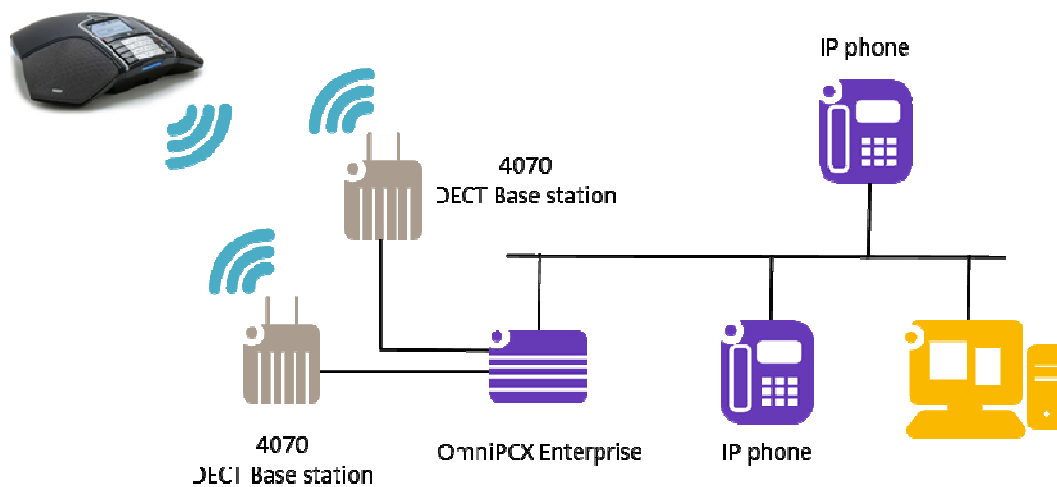 IP phone
4070
DECT Base station
4070
DECT Base station
OmniPCX Enterprise
IP phone